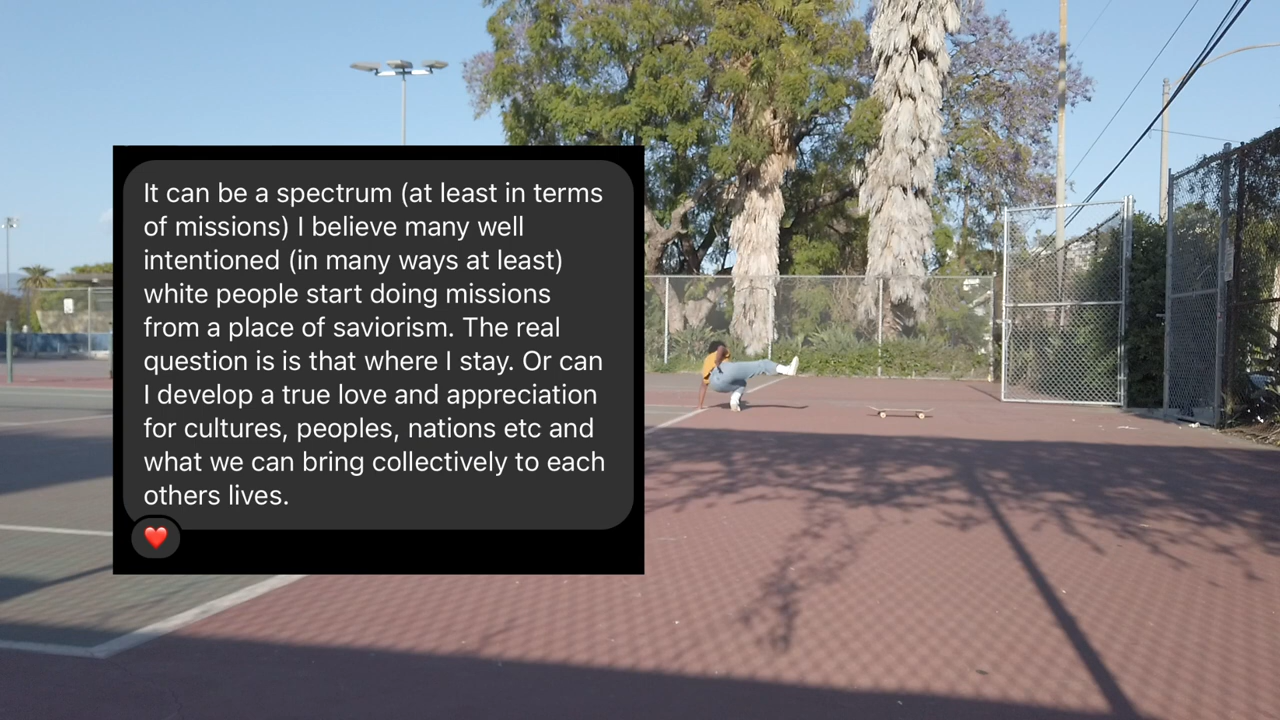 It can be a spectrum (at least in terms
of missions) I believe many well
intentioned (in many ways at least)
white people start doing missions
from a place of saviorism. The real
question is is that where I stay. Or can
I develop a true love and appreciation
for cultures, peoples, nations etc and
what we can bring collectively to each
others lives.